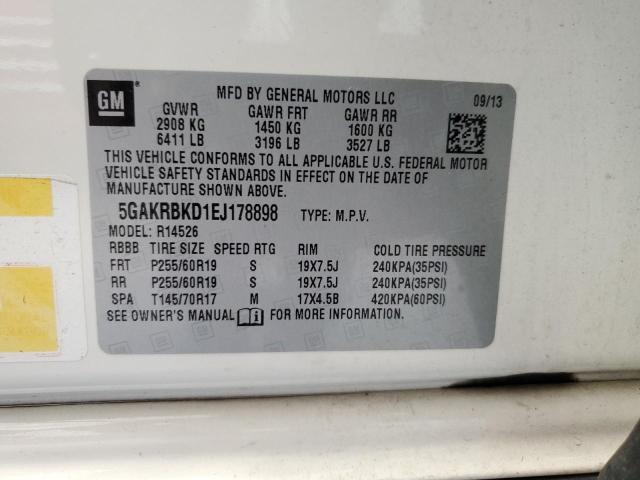 GM
MFD BY GENERAL MOTORS LLC 09/13
GVWR GAWR FRT GAWR RR
2908 KG 1450 KG 1600 KG
6411 LB 3196 LB 3527 LB
THIS VEHICLE CONFORMS TO ALL APPLICABLE U.S. FEDERAL MOTOR
VEHICLE SAFETY STANDARDS IN EFFECT ON THE DATE OF
MANUFACTURE SHOWN ABOVE.
5GAKRBKD1EJ178898 TYPE: M.P.V.
MODEL: R14526
RBBB TIRE SIZE SPEED RTG RIM COLD TIRE PRESSURE
FRT P255/60R19 S 19X7.5J 240KPA(35PSI)
RR P255/60R19 S 19X7.5J 240KPA(35PSI)
SPA T145/70R17 M 17X4.5B 420KPA(60PSI)
SEE OWNER'S MANUAL FOR MORE INFORMATION.